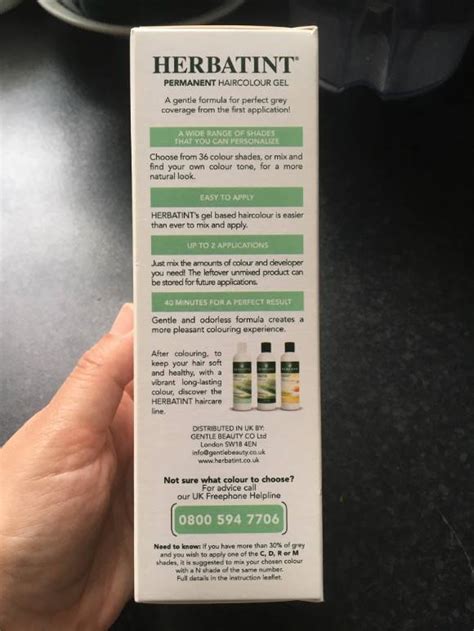 HERBATINT®
PERMANENT HAIRCOLOUR GEL
A gentle formula for perfect grey
coverage from the first application!
A WIDE RANGE OF SHADES
THAT YOU CAN PERSONALIZE
Choose from 36 colour shades, or mix and
find your own colour tone, for a more
natural look.
EASY TO APPLY
HERBATINT's gel based haircolour is easier
than ever to mix and apply.
UP TO 2 APPLICATIONS
Just mix the amounts of colour and developer
you need! The leftover unmixed product can
be stored for future applications.
40 MINUTES FOR A PERFECT RESULT
Gentle and odorless formula creates a
more pleasant colouring experience.
After colouring, to
keep your hair soft
and healthy, with a
vibrant long-lasting
colour, discover the
HERBATINT haircare
line.
HERBATINT
HERBATINT
HERBATINT
DISTRIBUTED IN UK BY:
GENTLE BEAUTY CO Ltd
London SW18 4EN
info@gentlebeauty.co.uk
www.herbatint.co.uk
Not sure what colour to choose?
For advice call
our UK Freephone Helpline
0800 594 7706
Need to know: If you have more than 30% of grey
and you wish to apply one of the C, D, R or M
shades, it is suggested to mix your chosen colour
with a N shade of the same number.
Full details in the instruction leaflet.